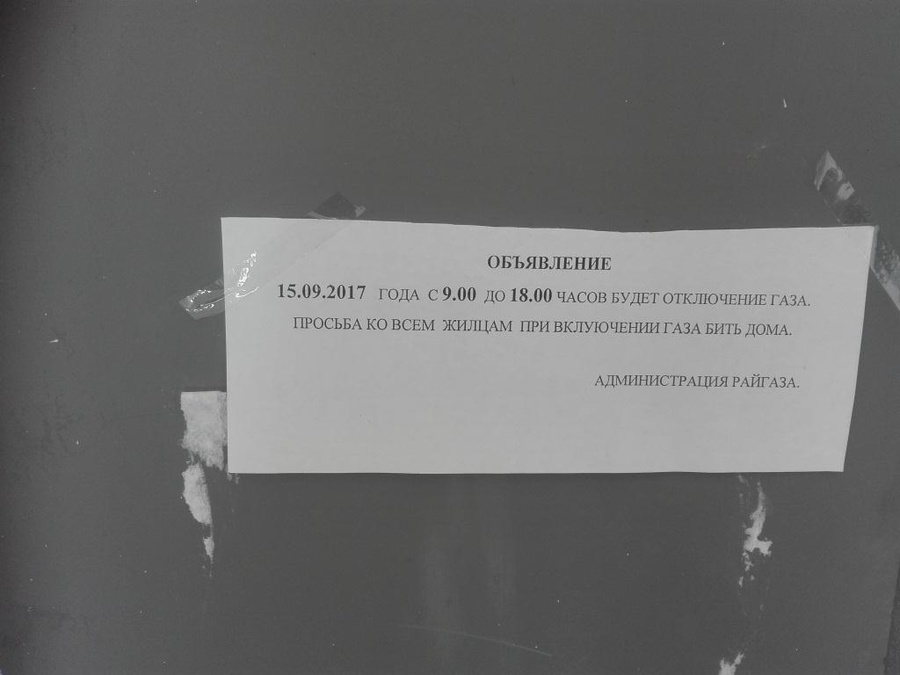 ОБЪЯВЛЕНИЕ
15.09.2017 ГОДА С 9.00 ДО 18.00 ЧАСОВ БУДЕТ ОТКЛЮЧЕНИЕ ГАЗА.
ПРОСЬБА КО ВСЕМ ЖИЛЦАМ ПРИ ВКЛУЮЧЕНИИ ГАЗА БИТЬ ДОМА.
АДМИНИСТРАЦИЯ РАЙГАЗА.